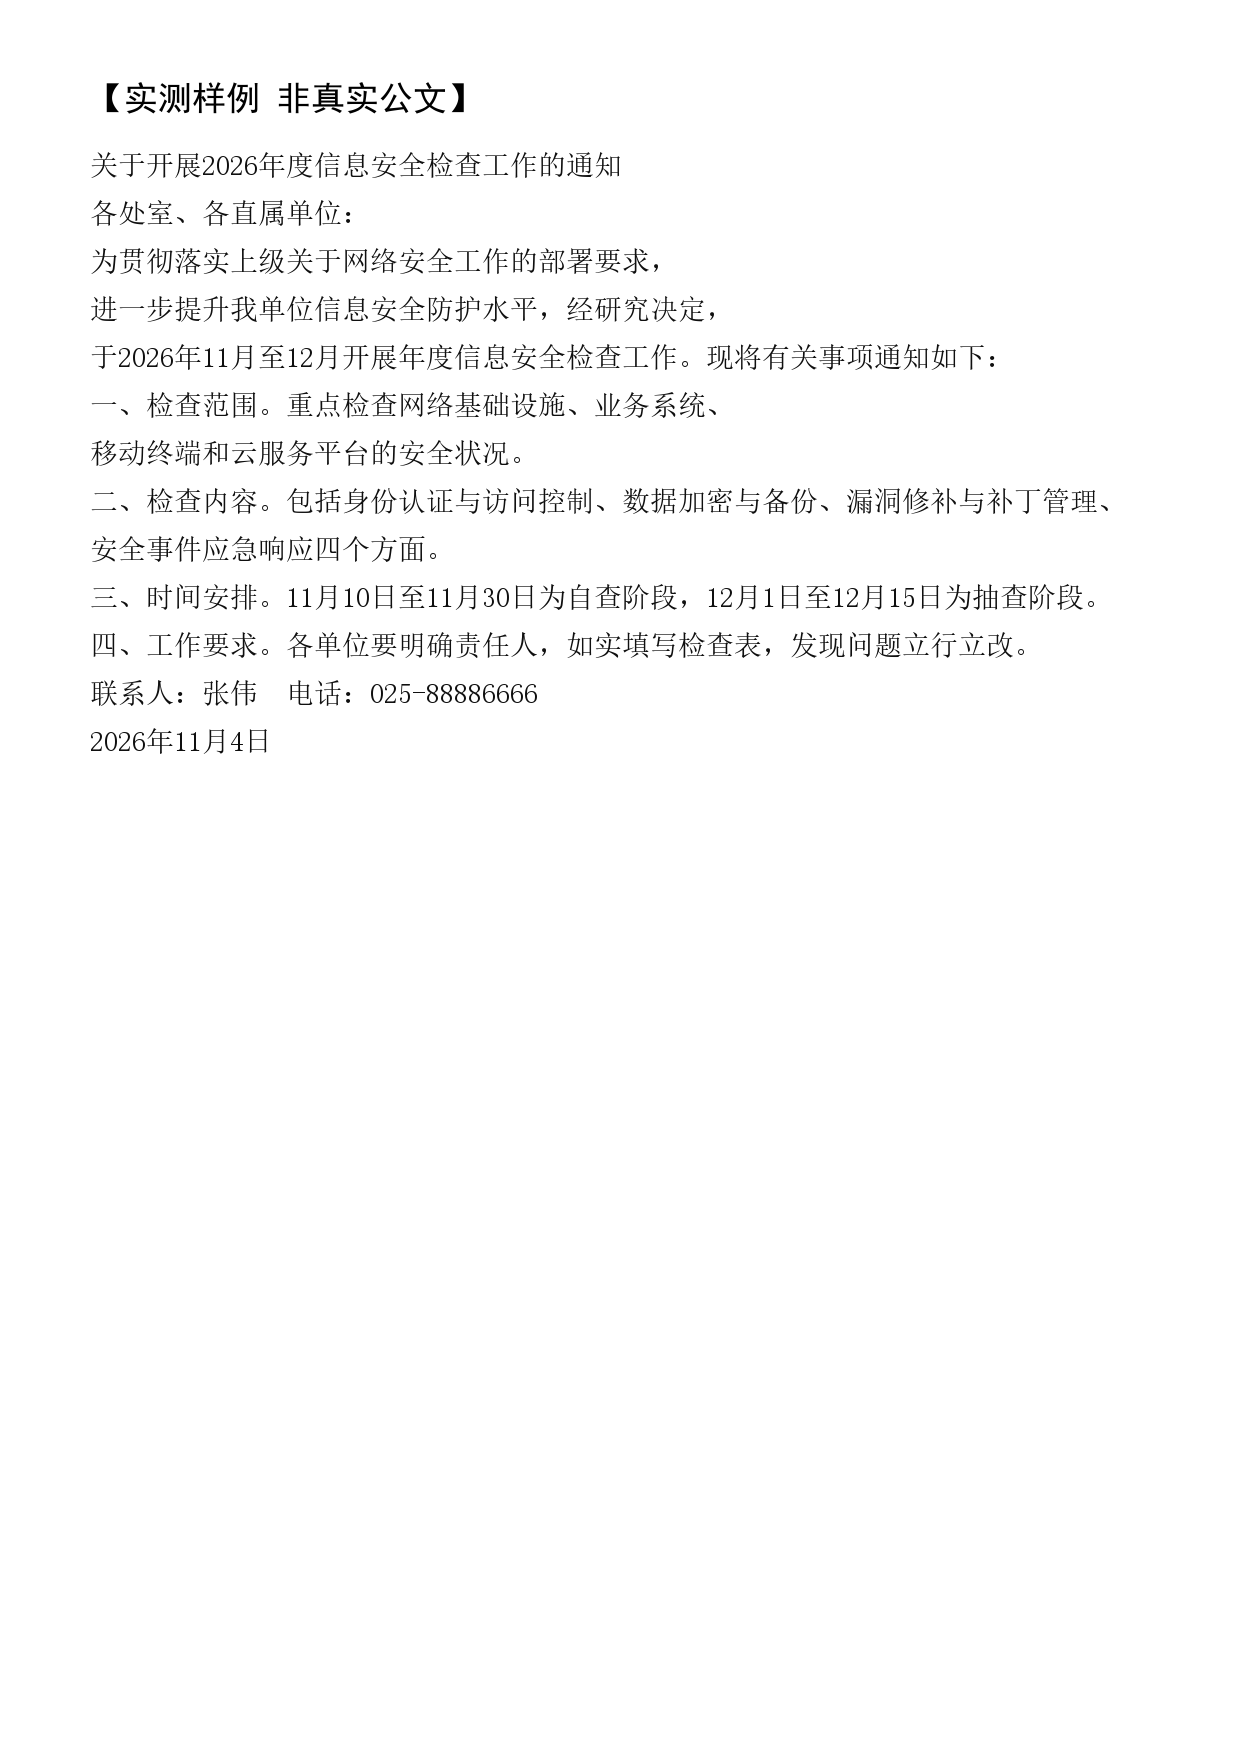 【实测样例 非真实公文】
关于开展2026年度信息安全检查工作的通知
各处室、各直属单位：
为贯彻落实上级关于网络安全工作的部署要求，
进一步提升我单位信息安全防护水平，经研究决定，
于2026年11月至12月开展年度信息安全检查工作。现将有关事项通知如下：
一、检查范围。重点检查网络基础设施、业务系统、
移动终端和云服务平台的安全状况。
二、检查内容。包括身份认证与访问控制、数据加密与备份、漏洞修补与补丁管理、
安全事件应急响应四个方面。
三、时间安排。11月10日至11月30日为自查阶段，12月1日至12月15日为抽查阶段。
四、工作要求。各单位要明确责任人，如实填写检查表，发现问题立行立改。
联系人：张伟　电话：025-88886666
2026年11月4日